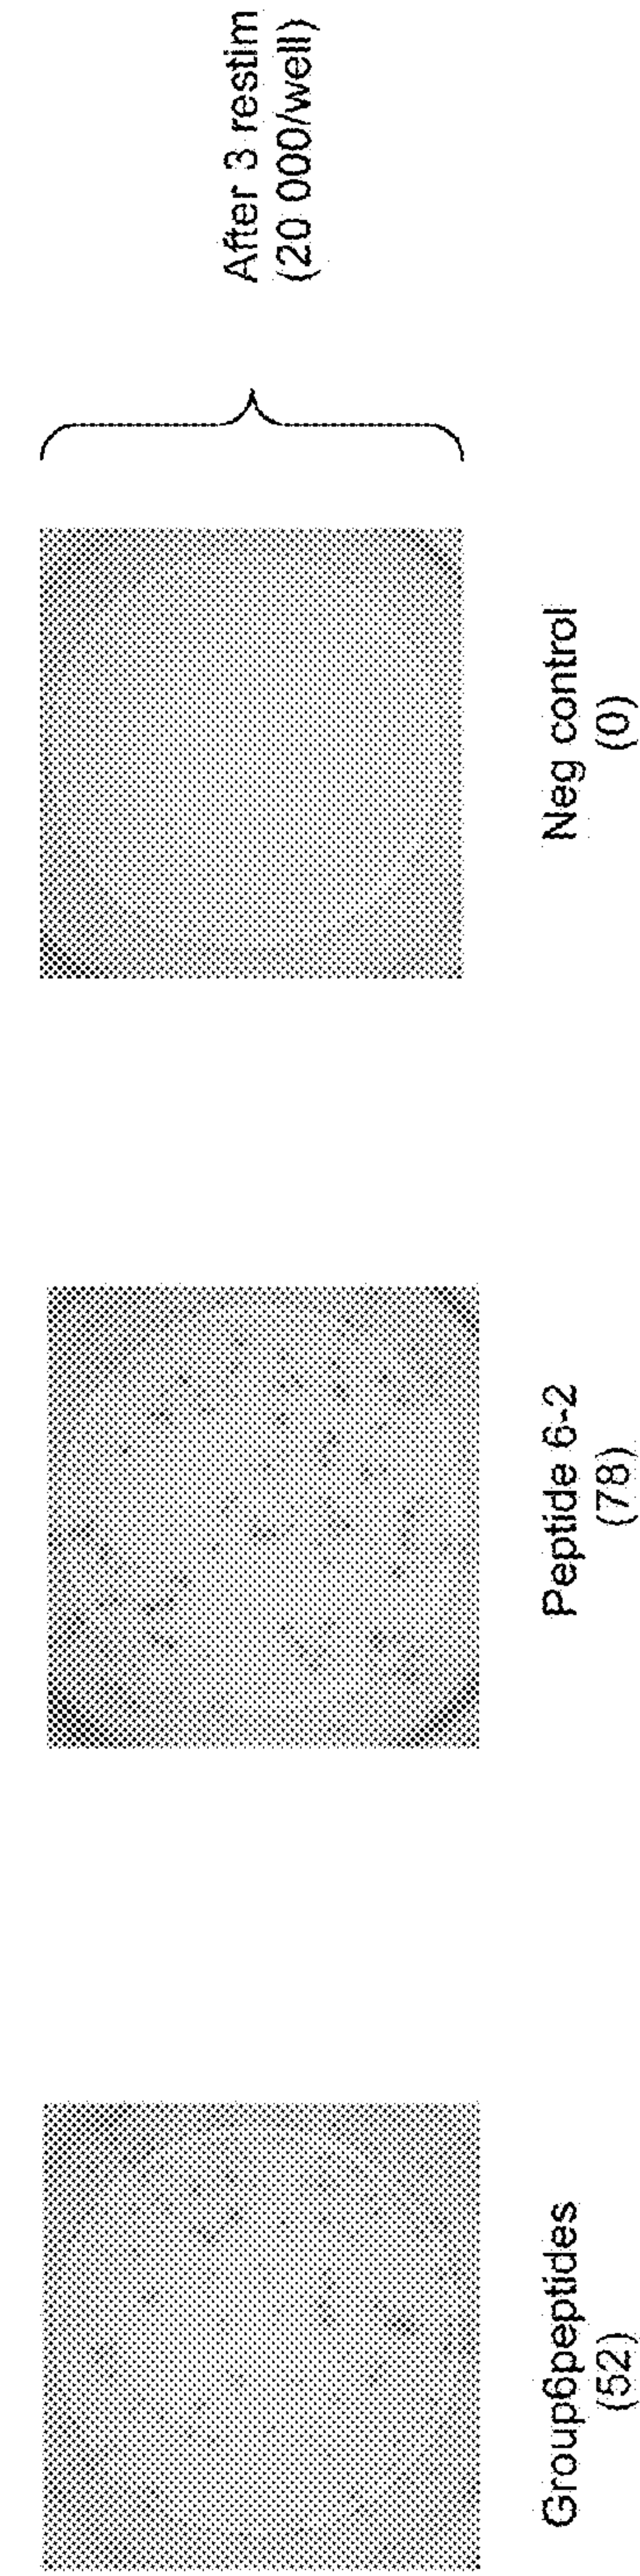 Group6peptides
(52)
Peptide 6-2
(78)
Neg control
(0)
After 3 restim
(20 000/well)